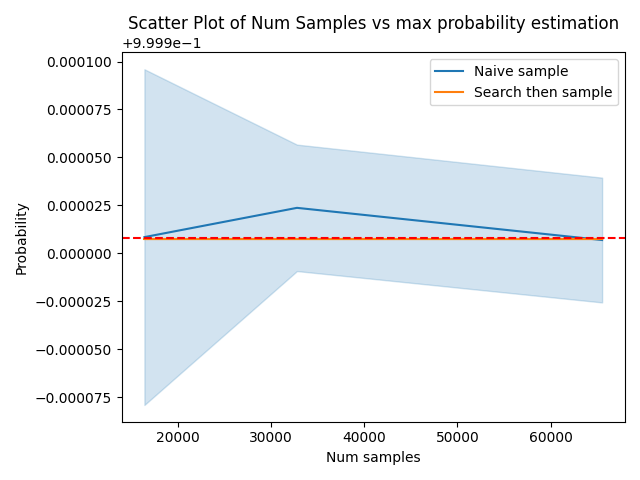 Scatter Plot of Num Samples vs max probability estimation
+9.999e−1
0.000100
0.000075
0.000050
0.000025
0.000000
−0.000025
−0.000050
−0.000075
Probability
Naive sample
Search then sample
20000 30000 40000 50000 60000
Num samples